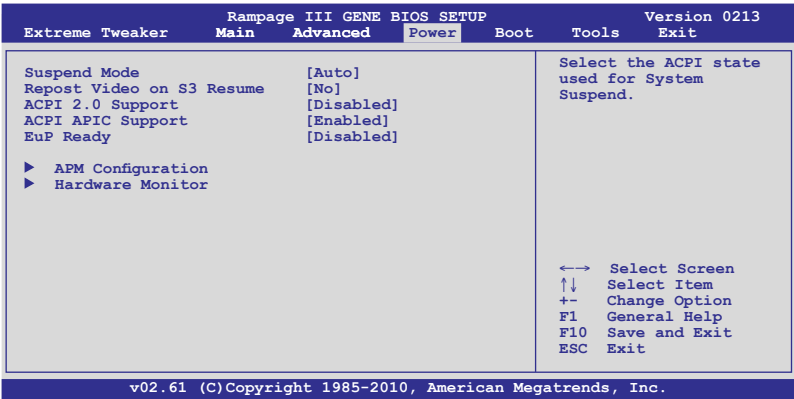 Rampage III GENE BIOS SETUP Version 0213
Extreme Tweaker Main Advanced Power Boot Tools Exit
Suspend Mode [Auto]
Repost Video on S3 Resume [No]
ACPI 2.0 Support [Disabled]
ACPI APIC Support [Enabled]
EuP Ready [Disabled]
▶ APM Configuration
▶ Hardware Monitor
Select the ACPI state
used for System
Suspend.
←→ Select Screen
↑↓ Select Item
+- Change Option
F1 General Help
F10 Save and Exit
ESC Exit
v02.61 (C)Copyright 1985-2010, American Megatrends, Inc.